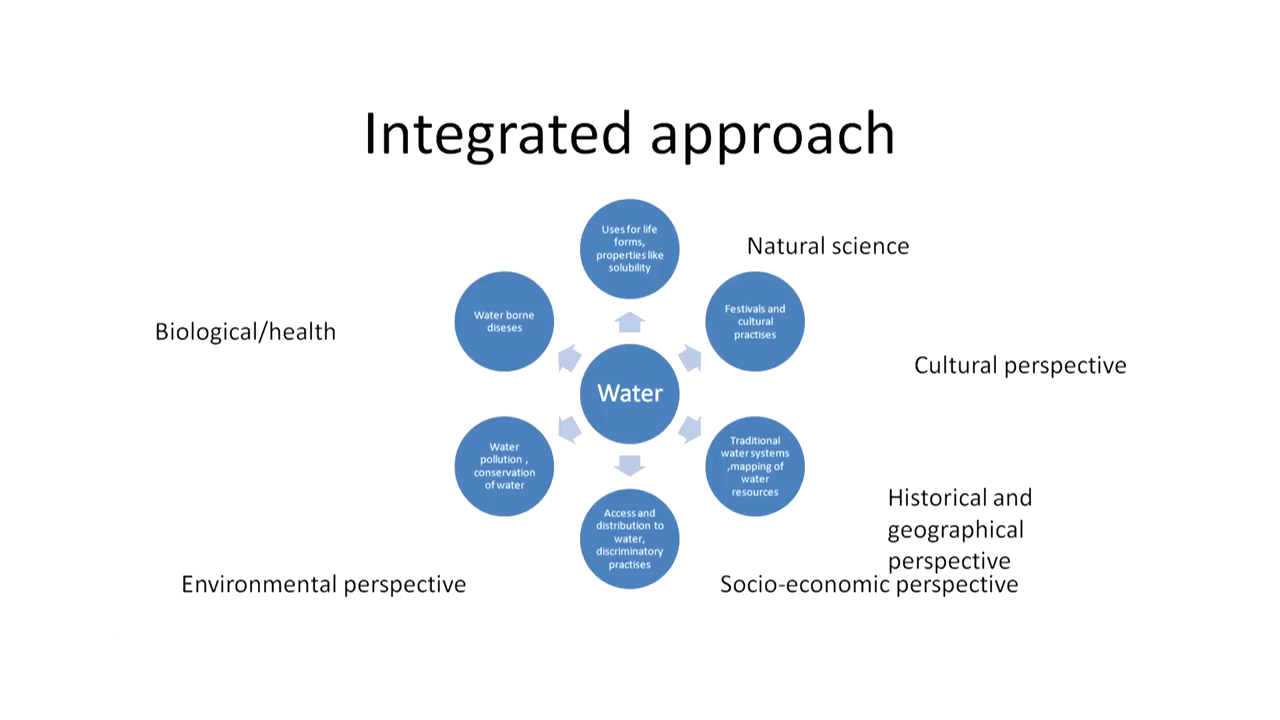 Integrated approach
Uses for life
forms,
properties like
solubility
Natural science
Water borne
diseses
Festivals and
cultural
practises
Biological/health
Cultural perspective
Water
Water
pollution ,
conservation
of water
Traditional
water systems
,mapping of
water
resources
Historical and
geographical
perspective
Access and
distribution to
water,
discriminatory
practises
Environmental perspective
Socio-economic perspective